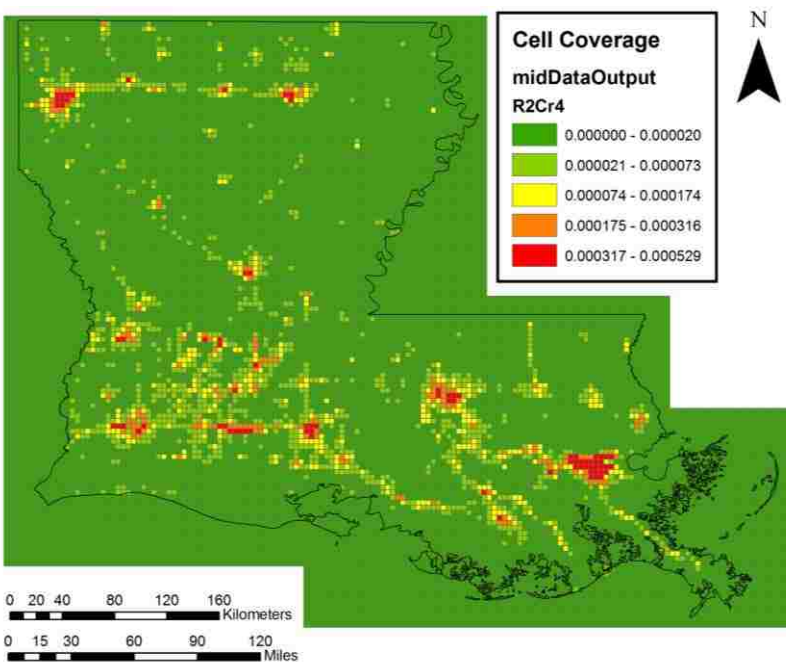 N
Cell Coverage
midDataOutput
R2Cr4
0.000000 - 0.000020
0.000021 - 0.000073
0.000074 - 0.000174
0.000175 - 0.000316
0.000317 - 0.000529
0 20 40 80 120 160
Kilometers
0 15 30 60 90 120
Miles